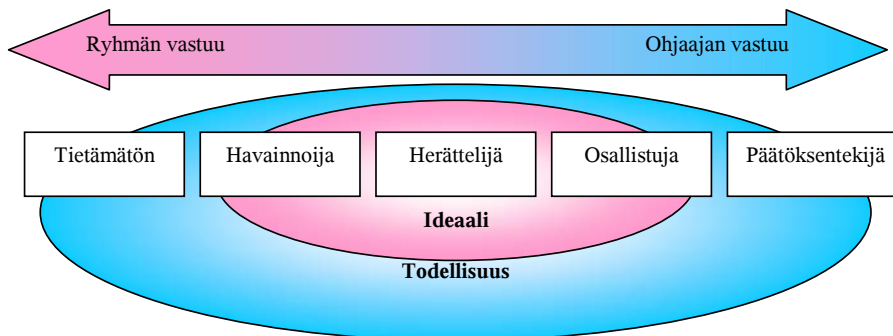 Ryhmän vastuu Ohjaajan vastuu
Tietämätön Havainnoija Herättelijä Osallistuja Päätöksentekijä
Ideaali
Todellisuus